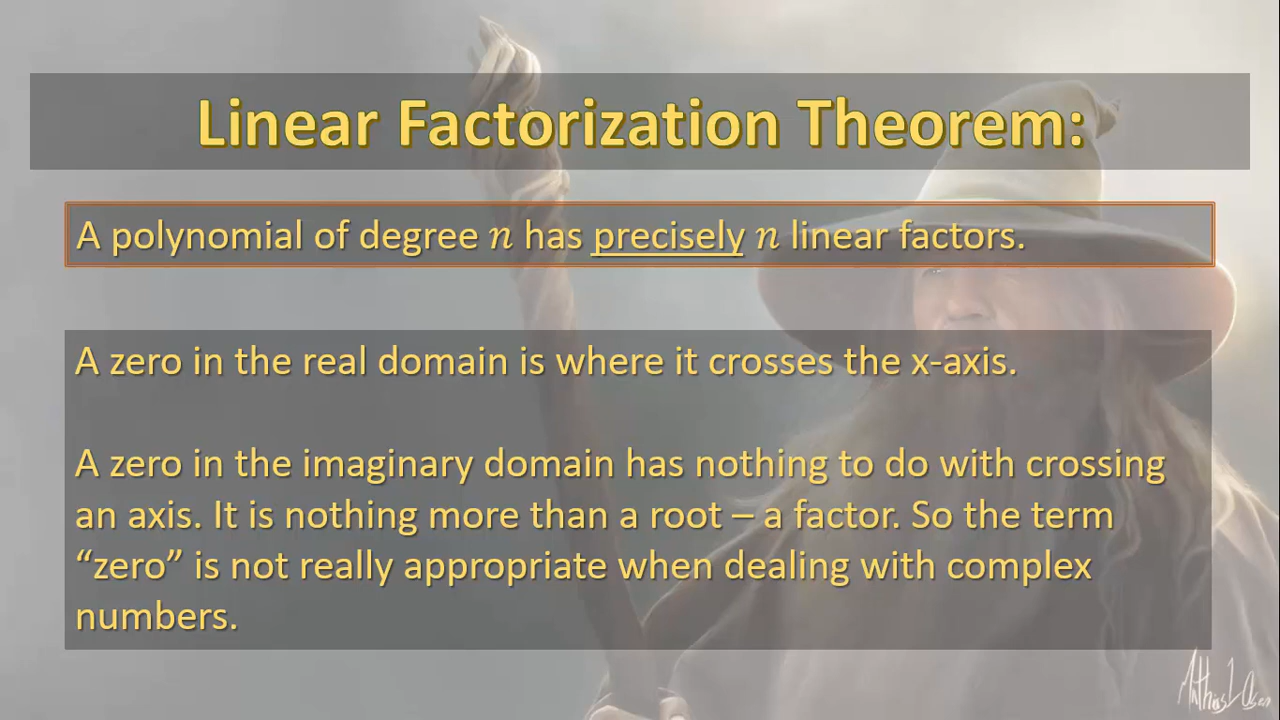 Linear Factorization Theorem:
A polynomial of degree n has precisely n linear factors.
A zero in the real domain is where it crosses the x-axis.
A zero in the imaginary domain has nothing to do with crossing
an axis. It is nothing more than a root – a factor. So the term
“zero” is not really appropriate when dealing with complex
numbers.